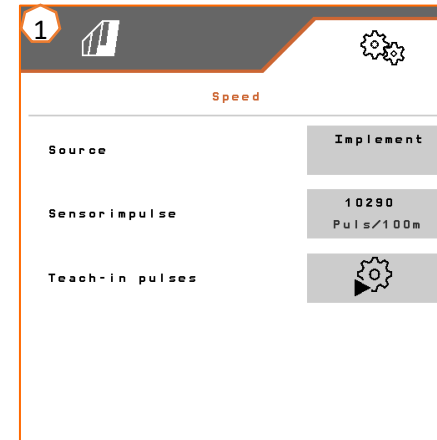 1
Speed
Source
Implement
Sensorimpulse
10290
Puls/100m
Teach-in pulses